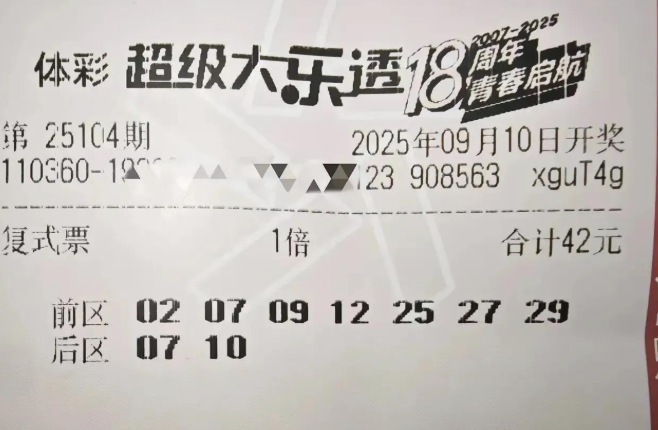 体彩 超级大乐透 18周年 2007-2025 青春启航
第 25104期 2025年09月10日开奖
110360-19 123 908563 xguT4g
复式票 1倍 合计42元
前区 02 07 09 12 25 27 29
后区 07 10